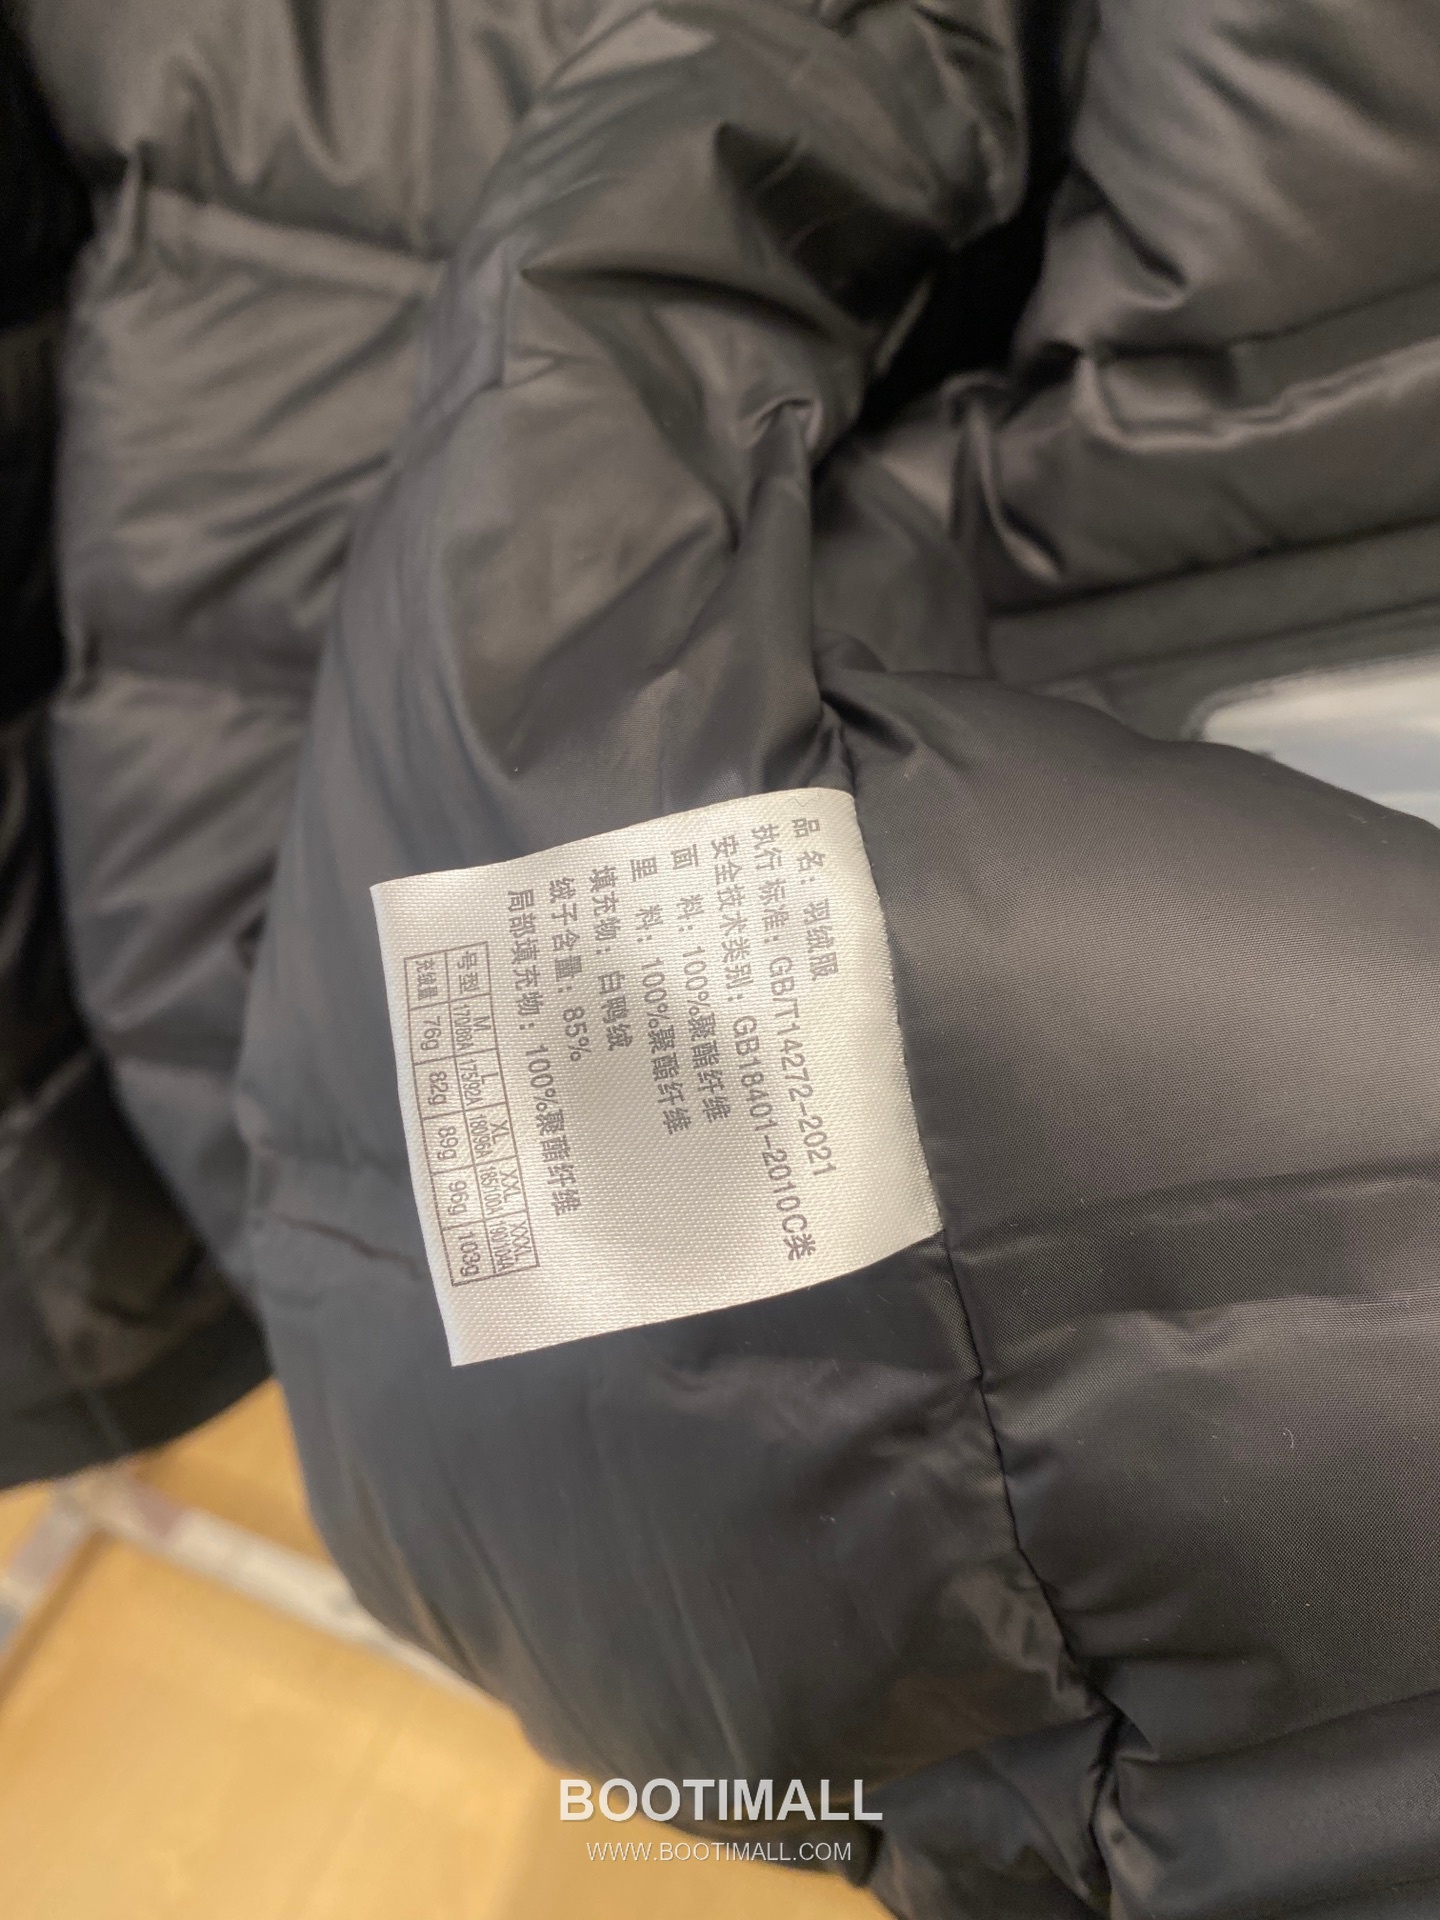 品 名：羽绒服
执行标准：GB/T14272-2021
安全技术类别：GB18401-2010C类
面 料：100%聚酯纤维
里 料：100%聚酯纤维
填充物：白鸭绒
绒子含量：85%
局部填充物：100%聚酯纤维
号型 M L XL XXL XXXL
170/88A 175/92A 180/96A 185/100A 190/104A
充绒量 76g 82g 89g 96g 103g
BOOTIMALL
WWW.BOOTIMALL.COM